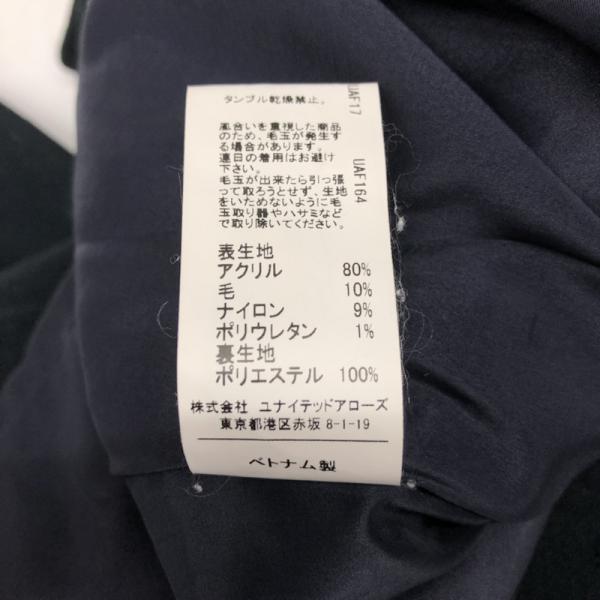 タンブル乾燥禁止。
風合いを重視した商品
のため、毛玉が発生す
る場合があります。
連日の着用はお避け
下さい。
毛玉が出来たら引っ張
って取ろうとせず、生地
をいためないように毛
玉取り器やハサミなど
で取り除いてください。
UAF17
UAF164
表生地
アクリル 80%
毛 10%
ナイロン 9%
ポリウレタン 1%
裏生地
ポリエステル 100%
株式会社 ユナイテッドアローズ
東京都港区赤坂 8-1-19
ベトナム製